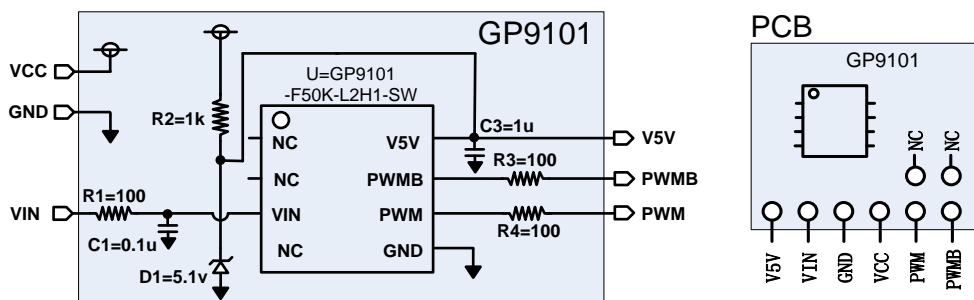 GP9101
VCC
GND
VIN
R2=1k
U=GP9101
-F50K-L2H1-SW
NC
NC
VIN
NC
V5V
PWMB
PWM
GND
R1=100
C1=0.1u
D1=5.1v
C3=1u
R3=100
R4=100
V5V
PWMB
PWM
PCB
GP9101
NC
NC
V5V
VIN
GND
VCC
PWM
PWMB